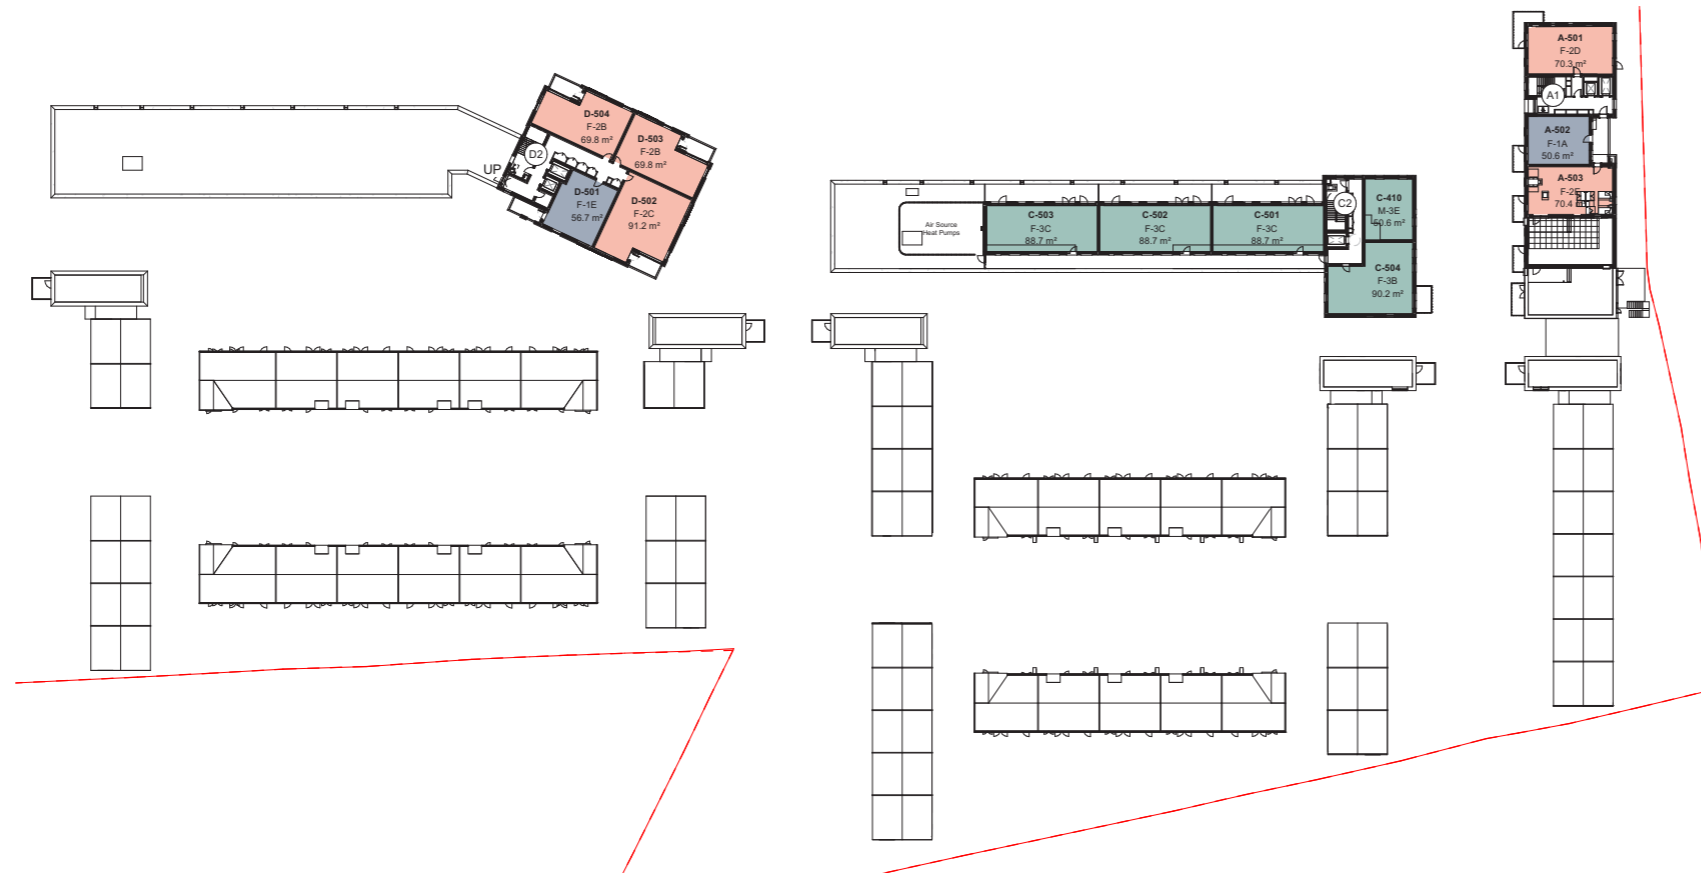 D-504
F-2B
69.8 m²
D-503
F-2B
69.8 m²
D2
UP
D-501
F-1E
56.7 m²
D-502
F-2C
91.2 m²
Air Source
Heat Pumps
C-503
F-3C
88.7 m²
C-502
F-3C
88.7 m²
C-501
F-3C
88.7 m²
C2
C-410
M-3E
C-504
F-3B
90.2 m²
A-501
F-2D
70.3 m²
A1
A-502
F-1A
50.6 m²
A-503
70.4